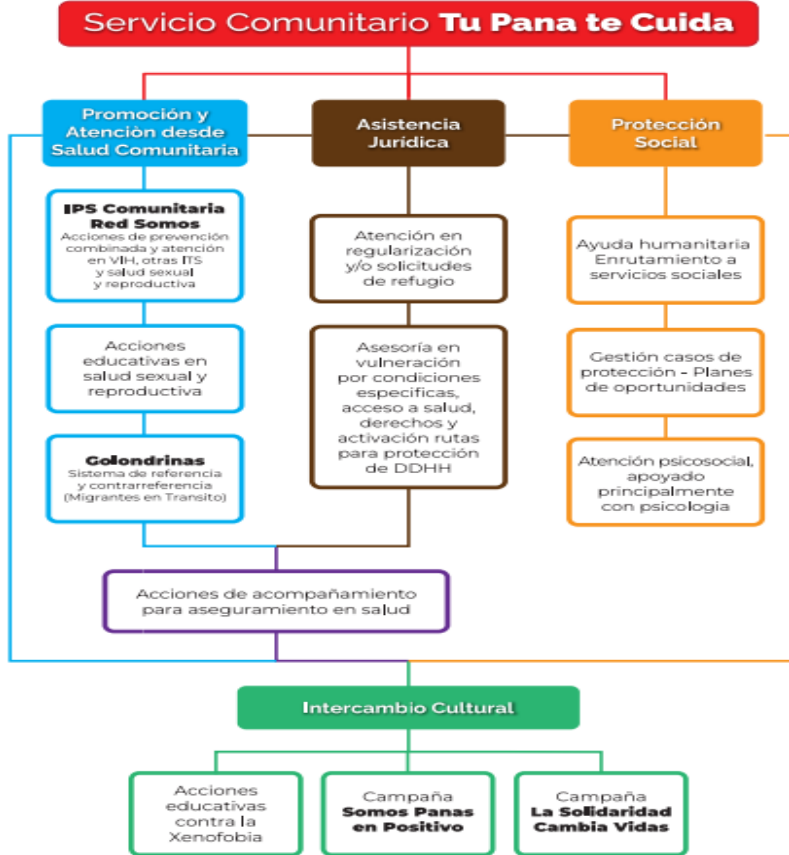 Servicio Comunitario Tu Pana te Cuida
Promoción y
Atenciòn desde
Salud Comunitaria
IPS Comunitaria
Red Somos
Acciones de prevención
combinada y atención
en VIH, otras ITS
y salud sexual
y reproductiva
Acciones
educativas en
salud sexual y
reproductiva
Golondrinas
Sistema de referencia
y contrarreferencia
(Migrantes en Transito)
Asistencia
Jurídica
Atención en
regularización
y/o solicitudes
de refugio
Asesoría en
vulneración
por condiciones
especificas,
acceso a salud,
derechos y
activación rutas
para protección
de DDHH
Protección
Social
Ayuda humanitaria
Enrutamiento a
servicios sociales
Gestión casos de
protección - Planes
de oportunidades
Atención psicosocial,
apoyado
principalmente
con psicologia
Acciones de acompañamiento
para aseguramiento en salud
Intercambio Cultural
Acciones
educativas
contra la
Xenofobia
Campaña
Somos Panas
en Positivo
Campaña
La Solidaridad
Cambia Vidas